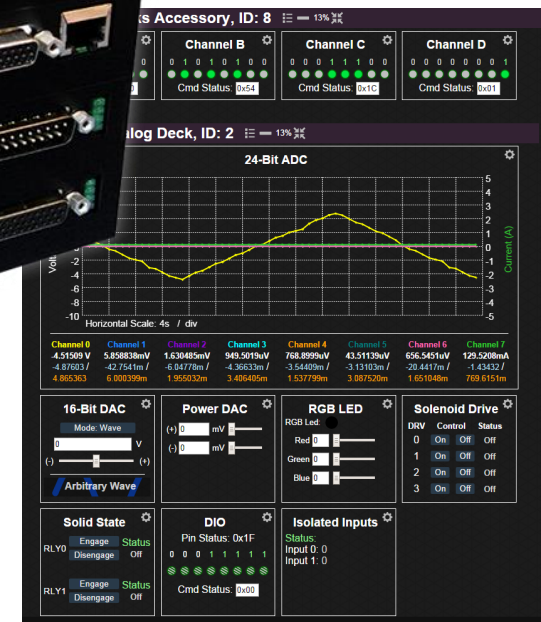 ks Accessory, ID: 8 13%
Channel B Channel C Channel D
0 0 1 0 1 0 1 0 0 0 0 0 1 1 1 0 0 0 0 0 0 0 0 0 1
0 Cmd Status: 0x54 Cmd Status: 0x1C Cmd Status: 0x01
alog Deck, ID: 2 13%
24-Bit ADC
5
4
3
2
1
0 0
-2 -1
-4 -2
-6 -3
-8 -4
-10 -5
Volt
Current (A)
Horizontal Scale: 4s / div
Channel 0 Channel 1 Channel 2 Channel 3 Channel 4 Channel 5 Channel 6 Channel 7
-4.51509 V 5.858838mV 1.630485mV 949.5019uV 768.8999uV 43.51139uV 656.5451uV 129.5208mA
-4.87603 / -42.7541m / -6.04778m / -4.36633m / -3.54409m / -3.13103m / -20.4417m / -1.43432 /
4.865363 6.000399m 1.955032m 3.406405m 1.537799m 3.087520m 1.651048m 769.6151m
16-Bit DAC Power DAC RGB LED Solenoid Drive
Mode: Wave (+) 0 mV RGB Led: DRV Control Status
0 V (-) 0 mV Red 0 0 On Off Off
(-) (+) Green 0 1 On Off Off
Arbitrary Wave Blue 0 2 On Off Off
3 On Off Off
Solid State DIO Isolated Inputs
RLY0 Engage Status Pin Status: 0x1F Status:
Disengage Off 0 0 0 1 1 1 1 1 Input 0: 0
Input 1: 0
RLY1 Engage Status Cmd Status: 0x00
Disengage Off